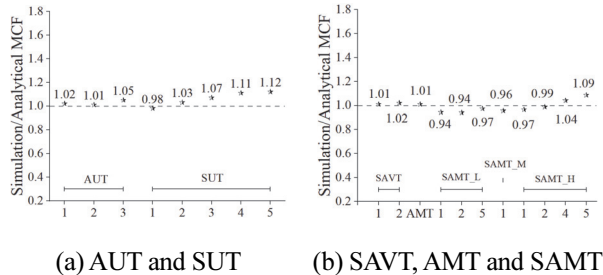 (a)
(b)
Simulation/Analytical MCF
1.8
1.6
1.4
1.2
1.0
0.8
0.6
0.4
0.2
1.02 1.01 1.05 0.98 1.03 1.07 1.11 1.12
AUT SUT
1 2 3 1 2 3 4 5
Simulation/Analytical MCF
1.8
1.6
1.4
1.2
1.0
0.8
0.6
0.4
0.2
1.01 1.01 0.94 0.96 0.99 1.09
1.02 0.94 0.97 0.97 1.04
SAMT_M
SAVT SAMT_L SAMT_H
1 2 AMT 1 2 5 1 1 2 4 5
(a) AUT and SUT
(b) SAVT, AMT and SAMT